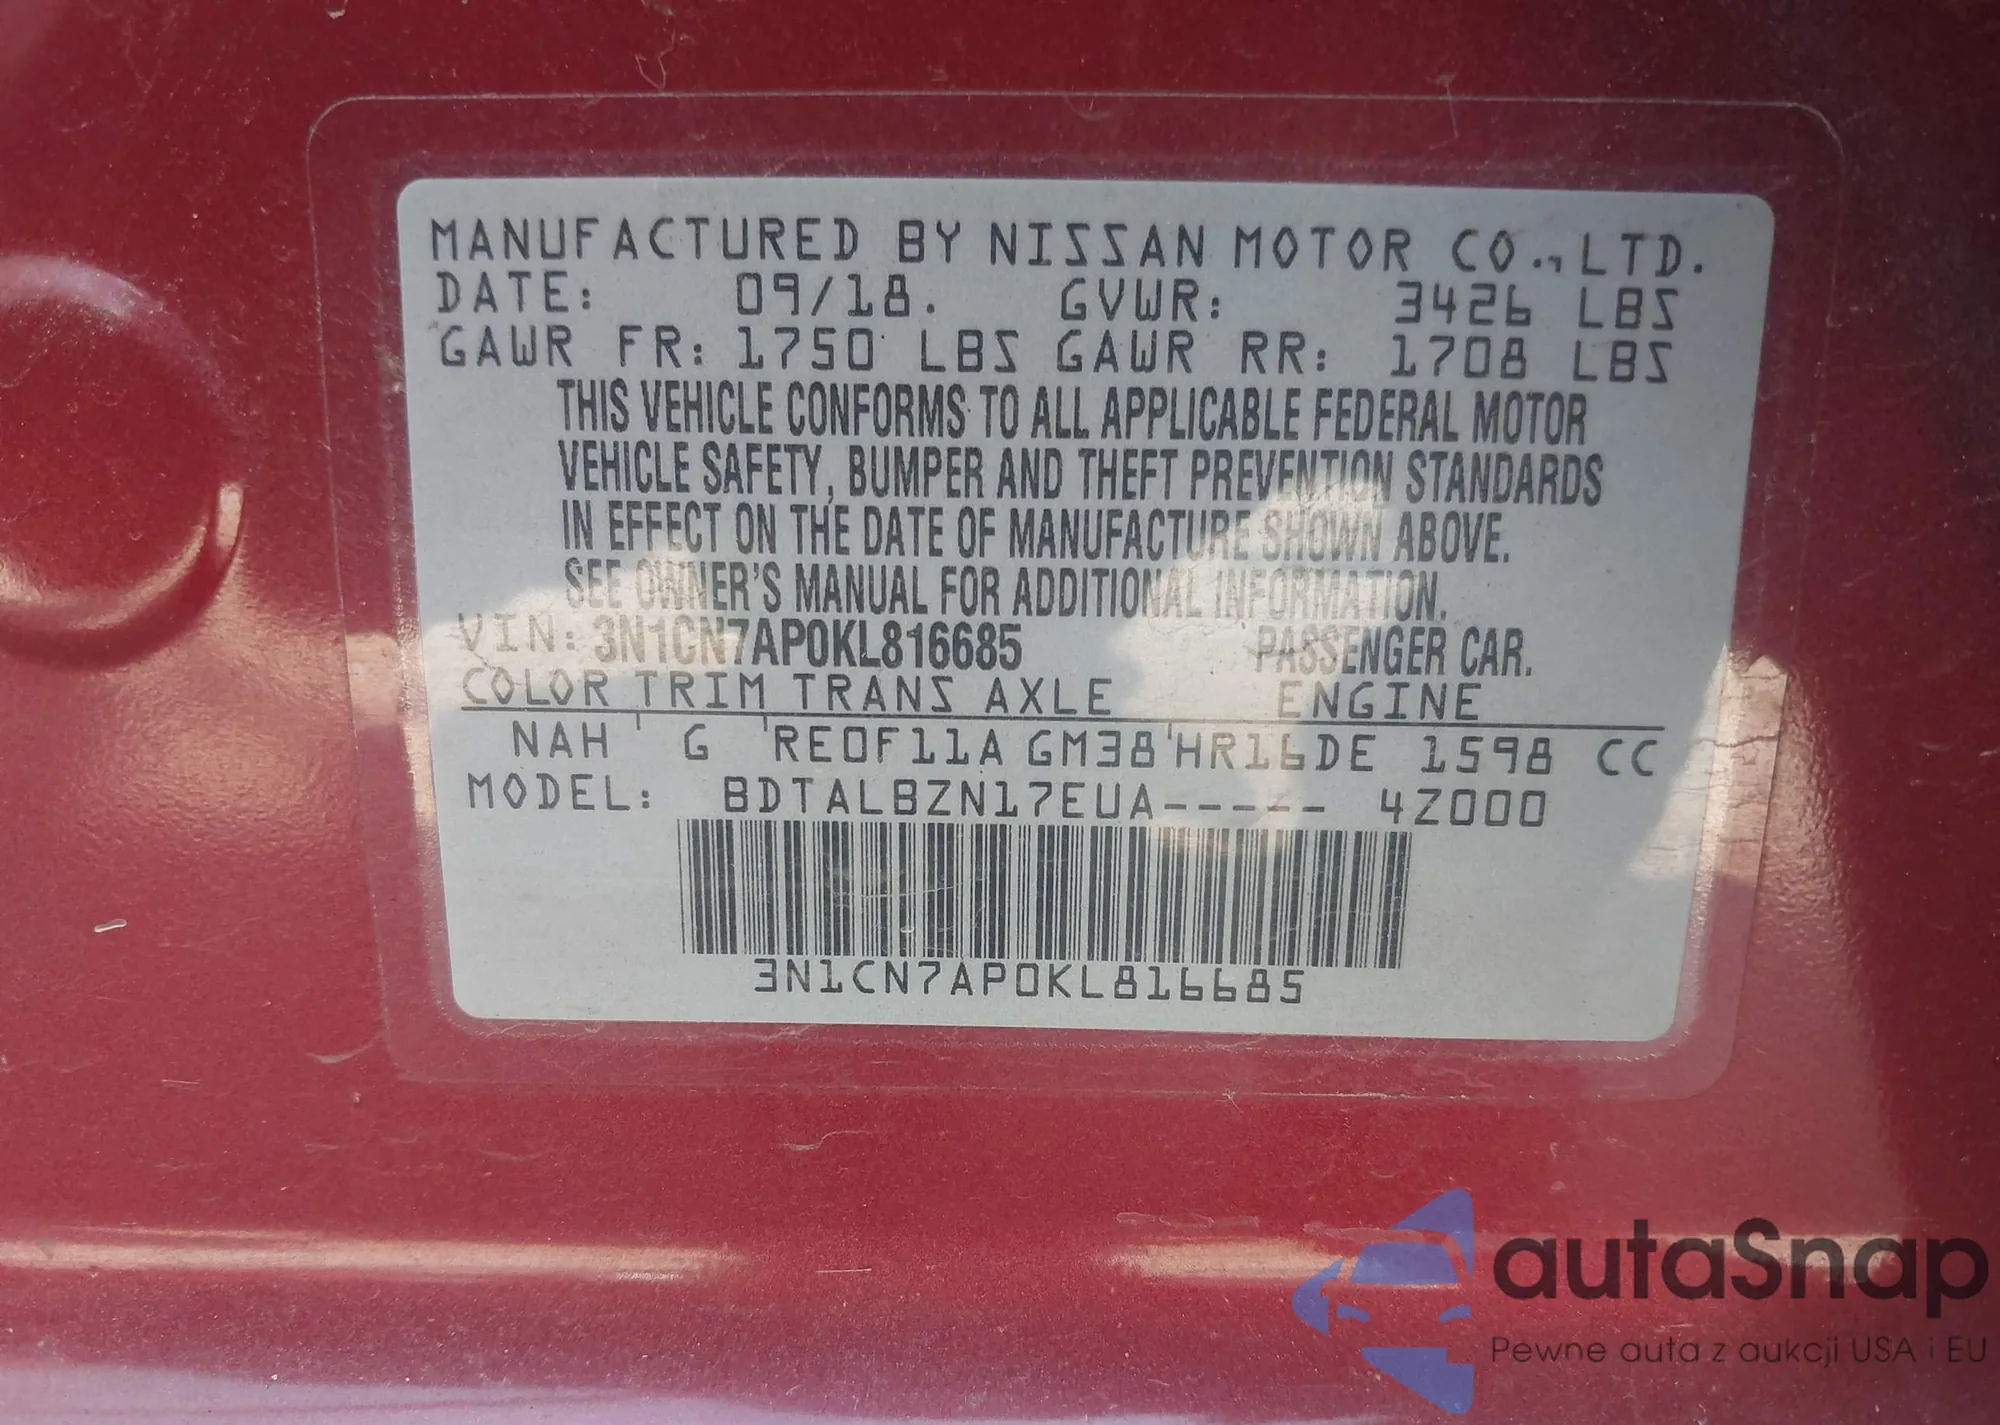 MANUFACTURED BY NISSAN MOTOR CO., LTD.
DATE: 09/18. GVWR: 3426 LBS
GAWR FR: 1750 LBS GAWR RR: 1708 LBS
THIS VEHICLE CONFORMS TO ALL APPLICABLE FEDERAL MOTOR
VEHICLE SAFETY, BUMPER AND THEFT PREVENTION STANDARDS
IN EFFECT ON THE DATE OF MANUFACTURE SHOWN ABOVE.
SEE OWNER'S MANUAL FOR ADDITIONAL INFORMATION.
VIN: 3N1CN7AP0KL816685 PASSENGER CAR.
COLOR TRIM TRANS AXLE ENGINE
NAH G RE0F11A GM38 HR16DE 1598 CC
MODEL: BDTALBZN17EUA----- 4Z000
3N1CN7AP0KL816685
autaSnap
Pewne auta z aukcji USA i EU